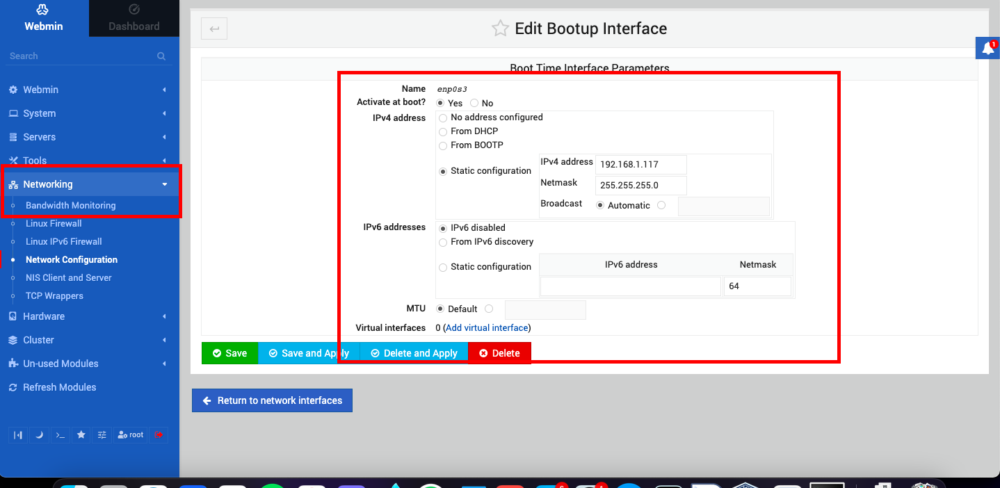 Webmin
Dashboard
Search
Webmin
System
Servers
Tools
Networking
Bandwidth Monitoring
Linux Firewall
Linux IPv6 Firewall
Network Configuration
NIS Client and Server
TCP Wrappers
Hardware
Cluster
Un-used Modules
Refresh Modules
>_
root
Edit Bootup Interface
1
Boot Time Interface Parameters
Name enp0s3
Activate at boot? Yes No
IPv4 address No address configured
From DHCP
From BOOTP
Static configuration
IPv4 address 192.168.1.117
Netmask 255.255.255.0
Broadcast Automatic
IPv6 addresses IPv6 disabled
From IPv6 discovery
Static configuration
IPv6 address Netmask
64
MTU Default
Virtual interfaces 0 (Add virtual interface)
Save Save and Apply Delete and Apply Delete
Return to network interfaces